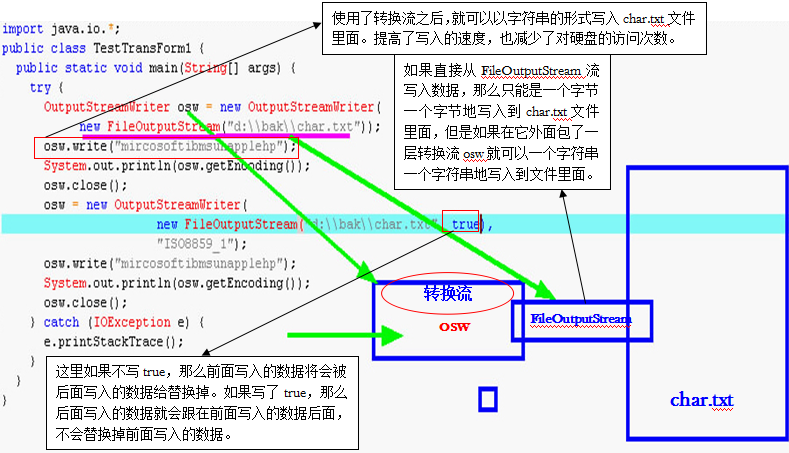 import java.io.*;
public class TestTransForm1 {
public static void main(String[] args) {
try {
OutputStreamWriter osw = new OutputStreamWriter(
new FileOutputStream("d:\\bak\\char.txt"));
osw.write("mircosoftibmsunapplehp");
System.out.println(osw.getEncoding());
osw.close();
osw = new OutputStreamWriter(
new FileOutputStream("d:\\bak\\char.txt", true),
"ISO8859_1");
osw.write("mircosoftibmsunapplehp");
System.out.println(osw.getEncoding());
osw.close();
} catch (IOException e) {
e.printStackTrace();
}
}
}
使用了转换流之后,就可以以字符串的形式写入 char.txt 文件
里面。提高了写入的速度，也减少了对硬盘的访问次数。
如果直接从 FileOutputStream 流
写入数据，那么只能是一个字节
一个字节地写入到 char.txt 文件
里面，但是如果在它外面包了一
层转换流 osw 就可以一个字符串
一个字符串地写入到文件里面。
转换流
osw
FileOutputStream
char.txt
这里如果不写 true，那么前面写入的数据将会被
后面写入的数据给替换掉。如果写了 true，那么
后面写入的数据就会跟在前面写入的数据后面，
不会替换掉前面写入的数据。